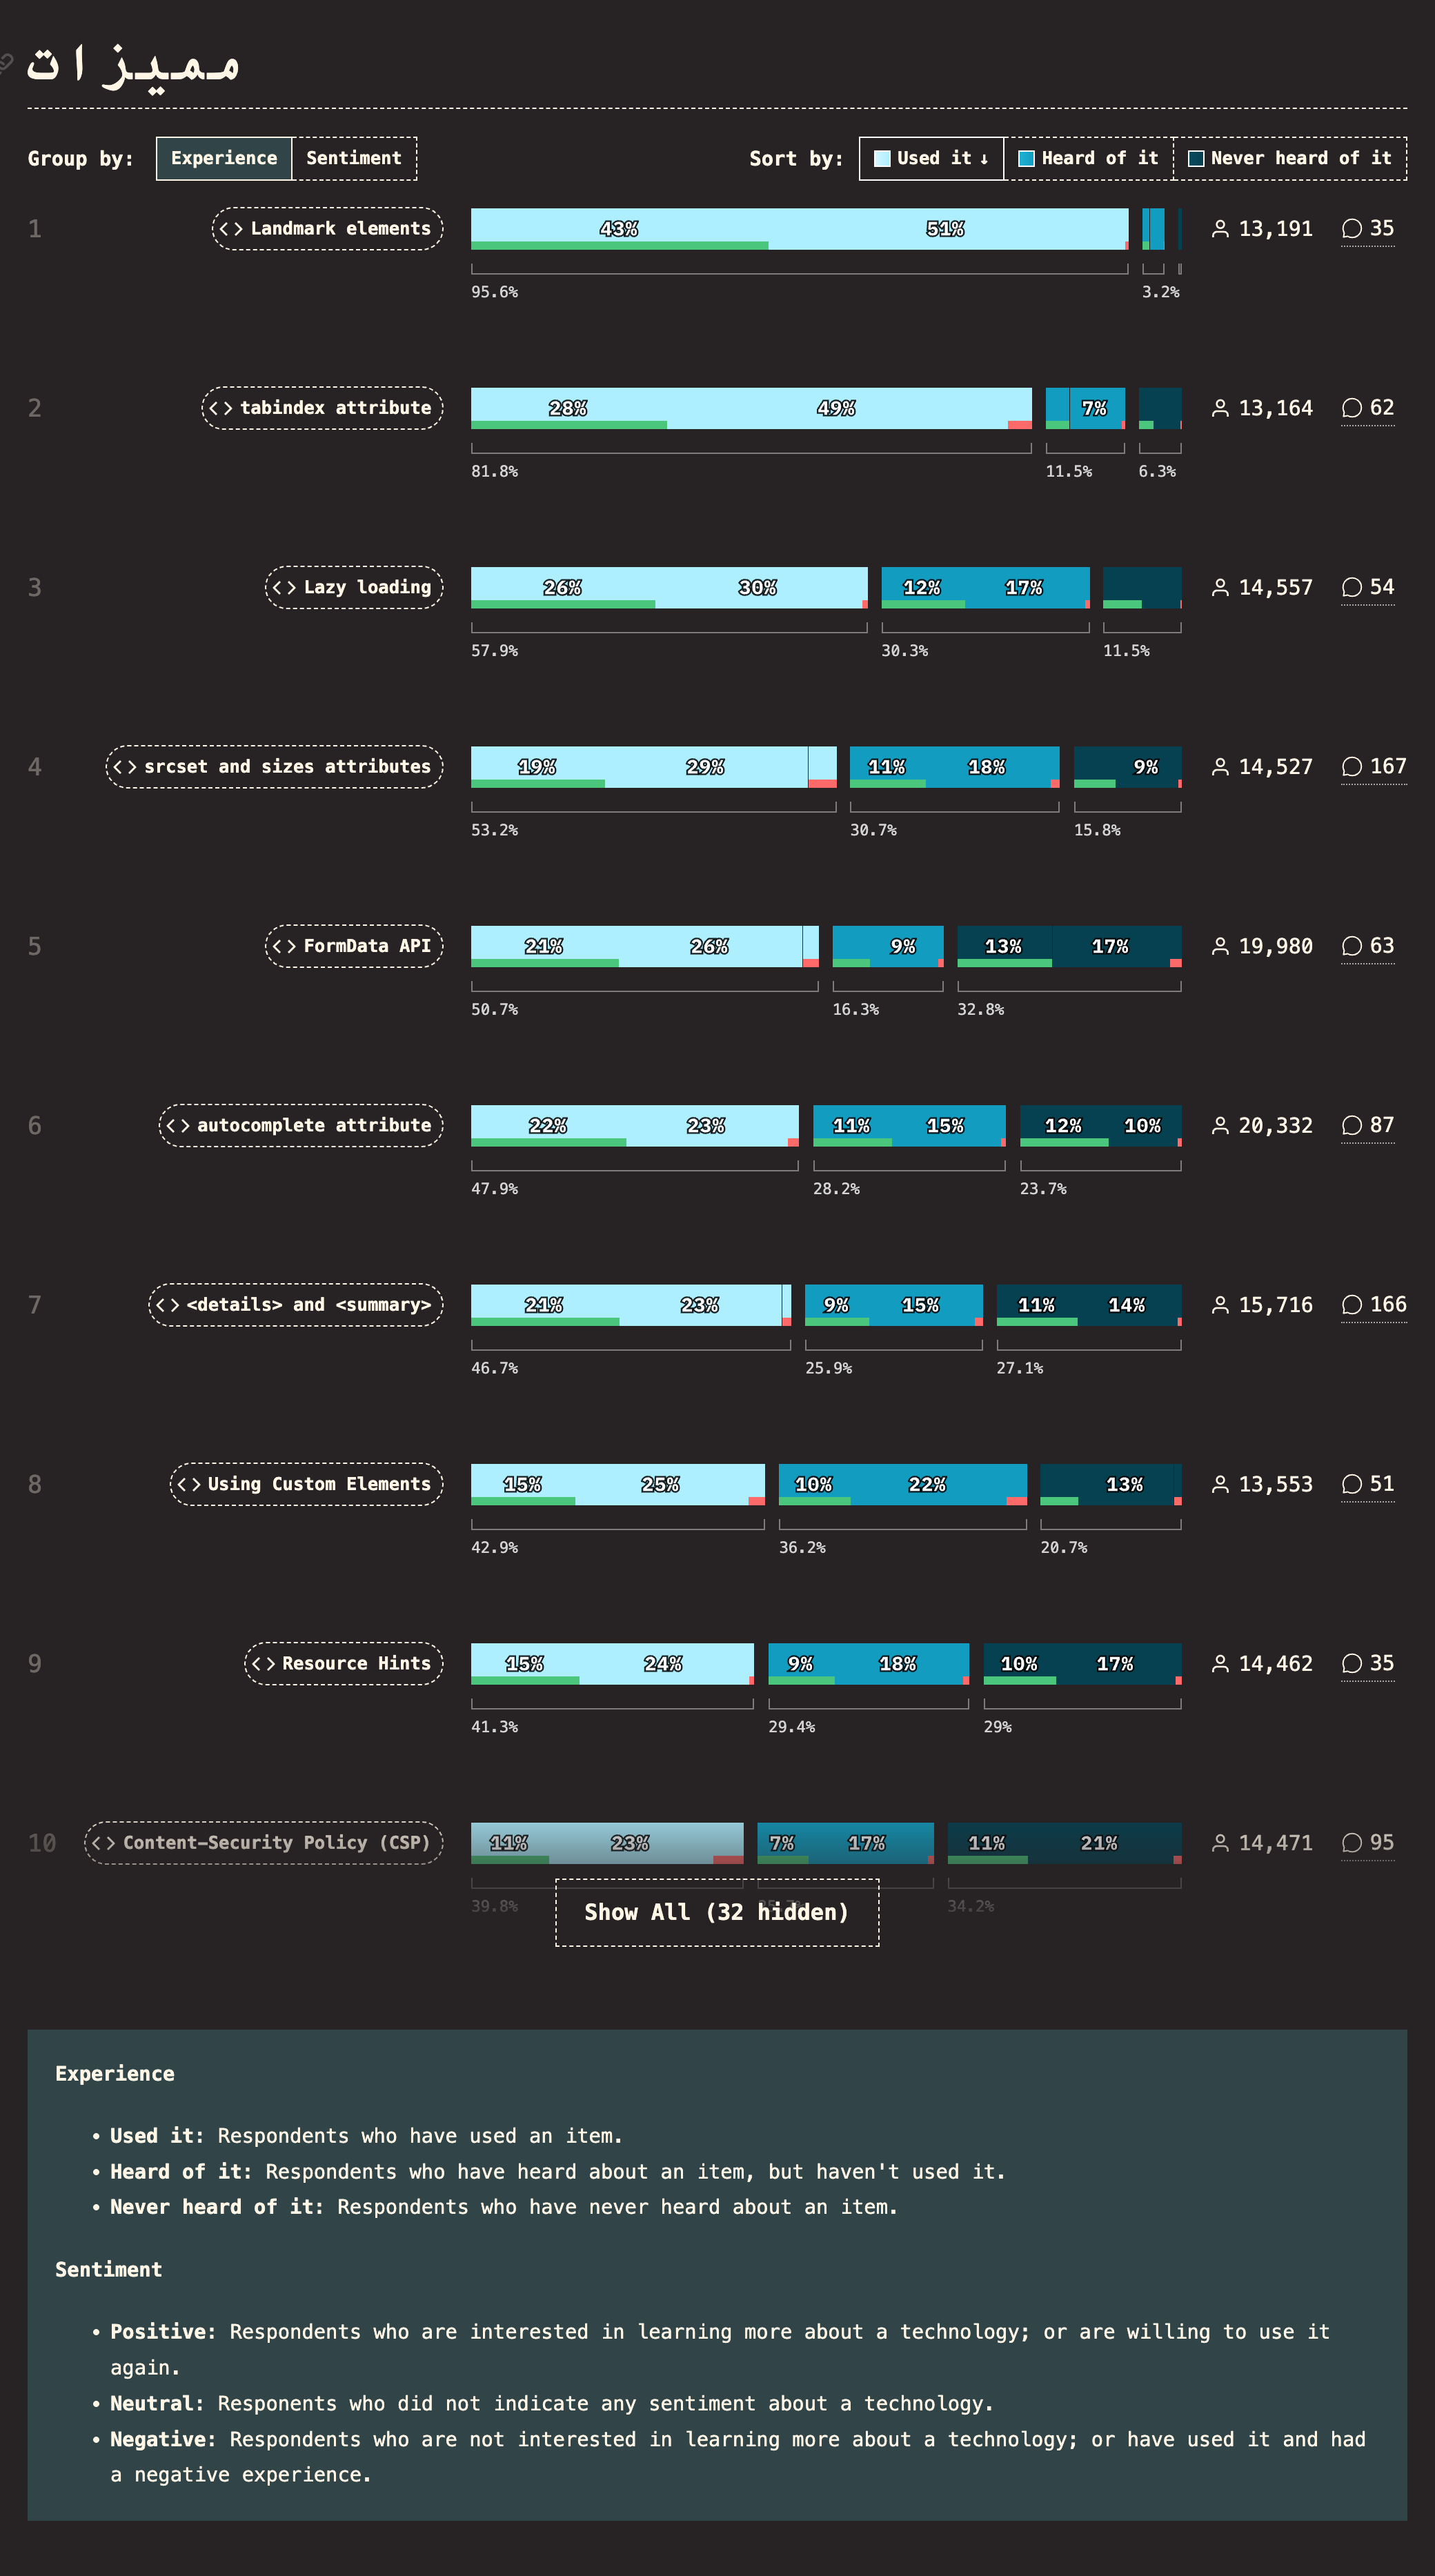 مميزات
Group by: Experience Sentiment Sort by: Used it ↓ Heard of it Never heard of it
1 <> Landmark elements 43% 51% 13,191 35
95.6% 3.2%
2 <> tabindex attribute 28% 49% 7% 13,164 62
81.8% 11.5% 6.3%
3 <> Lazy loading 26% 30% 12% 17% 14,557 54
57.9% 30.3% 11.5%
4 <> srcset and sizes attributes 19% 29% 11% 18% 9% 14,527 167
53.2% 30.7% 15.8%
5 <> FormData API 21% 26% 9% 13% 17% 19,980 63
50.7% 16.3% 32.8%
6 <> autocomplete attribute 22% 23% 11% 15% 12% 10% 20,332 87
47.9% 28.2% 23.7%
7 <> <details> and <summary> 21% 23% 9% 15% 11% 14% 15,716 166
46.7% 25.9% 27.1%
8 <> Using Custom Elements 15% 25% 10% 22% 13% 13,553 51
42.9% 36.2% 20.7%
9 <> Resource Hints 15% 24% 9% 18% 10% 17% 14,462 35
41.3% 29.4% 29%
10 <> Content-Security Policy (CSP) 11% 23% 7% 17% 11% 21% 14,471 95
39.8% 34.2%
Show All (32 hidden)
Experience
• Used it: Respondents who have used an item.
• Heard of it: Respondents who have heard about an item, but haven't used it.
• Never heard of it: Respondents who have never heard about an item.
Sentiment
• Positive: Respondents who are interested in learning more about a technology; or are willing to use it
again.
• Neutral: Responents who did not indicate any sentiment about a technology.
• Negative: Respondents who are not interested in learning more about a technology; or have used it and had
a negative experience.